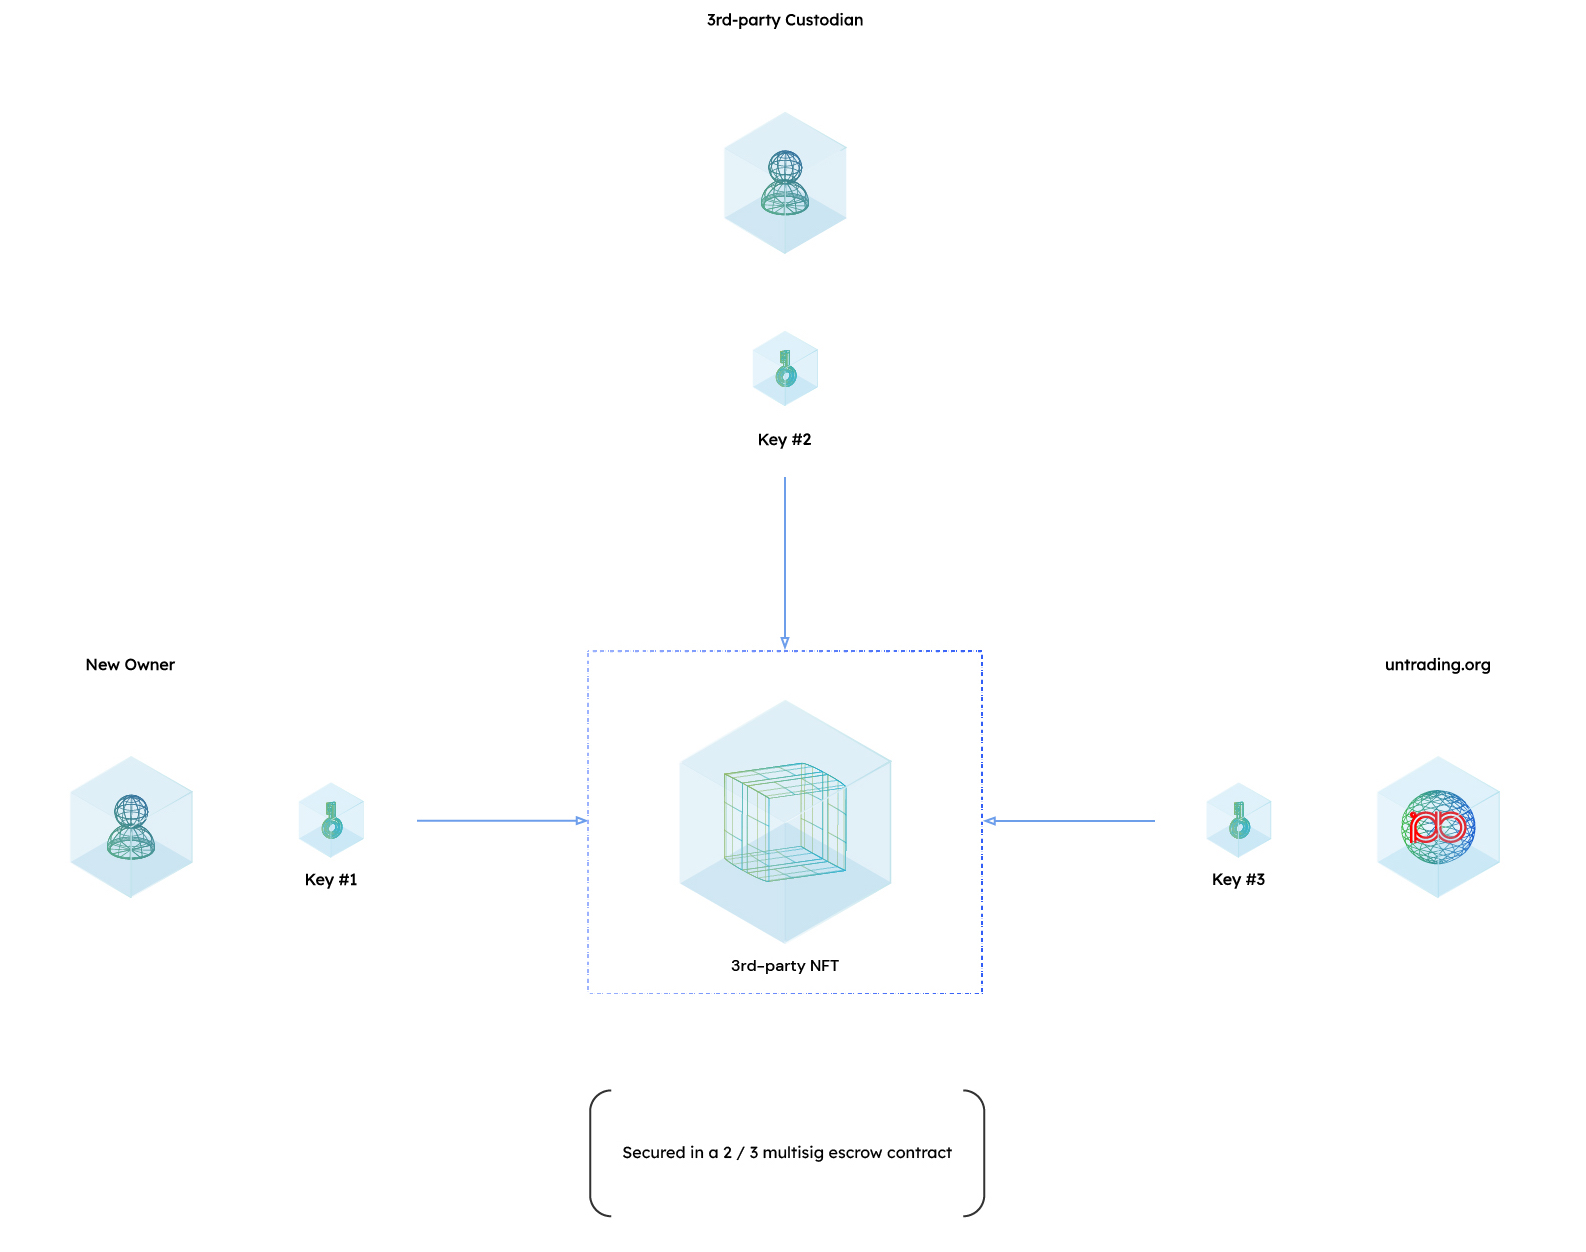 3rd-party Custodian
Key #2
New Owner
untrading.org
Key #1
Key #3
3rd-party NFT
Secured in a 2 / 3 multisig escrow contract